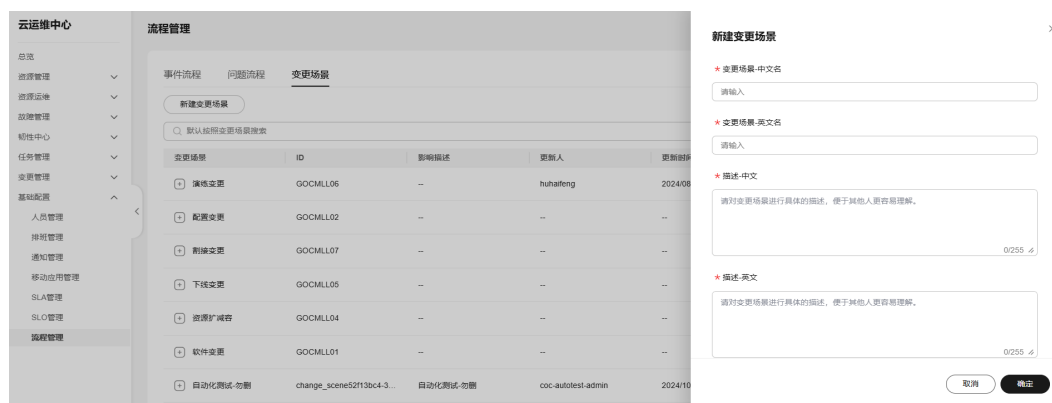 云运维中心
总览
资源管理
资源运维
故障管理
韧性中心
任务管理
变更管理
基础配置
人员管理
排班管理
通知管理
移动应用管理
SLA管理
SLO管理
流程管理
流程管理
事件流程 问题流程 变更场景
新建变更场景
默认按照变更场景搜索
变更场景 ID 影响描述 更新人 更新时间
演练变更 GOCMLL06 -- huhaifeng 2024/08
配置变更 GOCMLL02 -- -- --
割接变更 GOCMLL07 -- -- --
下线变更 GOCMLL05 -- -- --
资源扩减容 GOCMLL04 -- -- --
软件变更 GOCMLL01 -- -- --
自动化测试-勿删 change_scene52f13bc4-3... 自动化测试-勿删 coc-autotest-admin 2024/10
新建变更场景
* 变更场景-中文名
请输入
* 变更场景-英文名
请输入
* 描述-中文
请对变更场景进行具体的描述，便于其他人更容易理解。
0/255
* 描述-英文
请对变更场景进行具体的描述，便于其他人更容易理解。
0/255
取消 确定